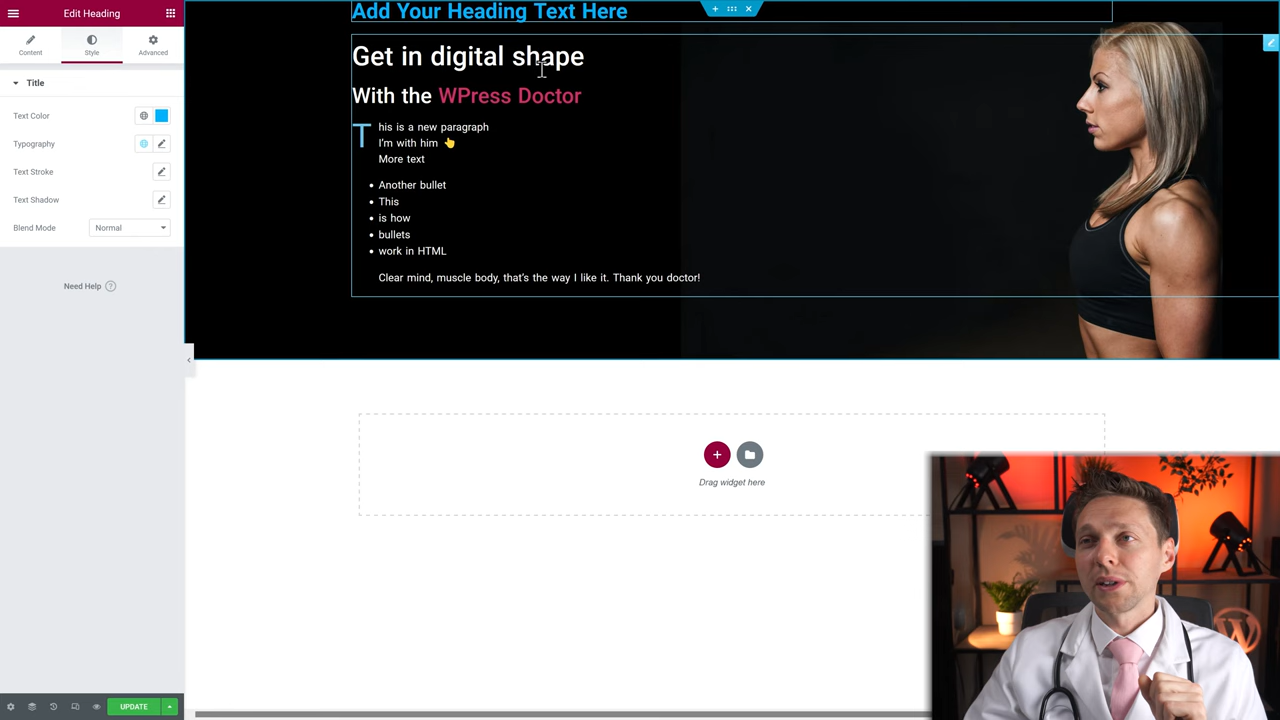 Edit Heading
Add Your Heading Text Here
Content
Style
Advanced
Title
Text Color
Typography
Text Stroke
Text Shadow
Blend Mode
Normal
Need Help ?
Get in digital shape
With the WPress Doctor
This is a new paragraph
I'm with him 👆
More text
• Another bullet
• This
• is how
• bullets
• work in HTML
Clear mind, muscle body, that's the way I like it. Thank you doctor!
Drag widget here
UPDATE